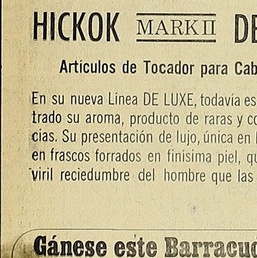 HICKOK MARK II DE
Artículos de Tocador para Cab
En su nueva Línea DE LUXE, todavía es
trado su aroma, producto de raras y co
cias. Su presentación de lujo, única en l
en frascos forrados en finísima piel, qu
viril reciedumbre del hombre que las
Gánese este Barracud